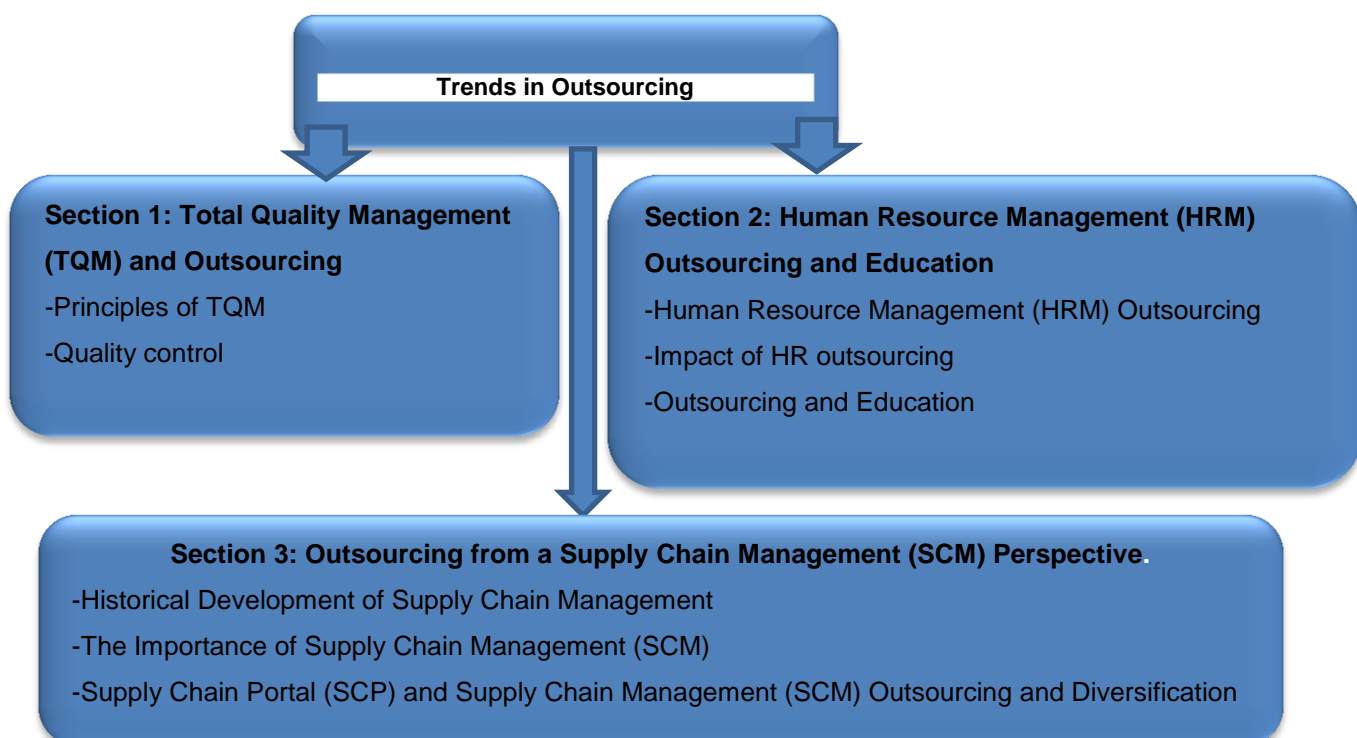 Trends in Outsourcing
Section 1: Total Quality Management
(TQM) and Outsourcing
-Principles of TQM
-Quality control
Section 2: Human Resource Management (HRM)
Outsourcing and Education
-Human Resource Management (HRM) Outsourcing
-Impact of HR outsourcing
-Outsourcing and Education
Section 3: Outsourcing from a Supply Chain Management (SCM) Perspective.
-Historical Development of Supply Chain Management
-The Importance of Supply Chain Management (SCM)
-Supply Chain Portal (SCP) and Supply Chain Management (SCM) Outsourcing and Diversification